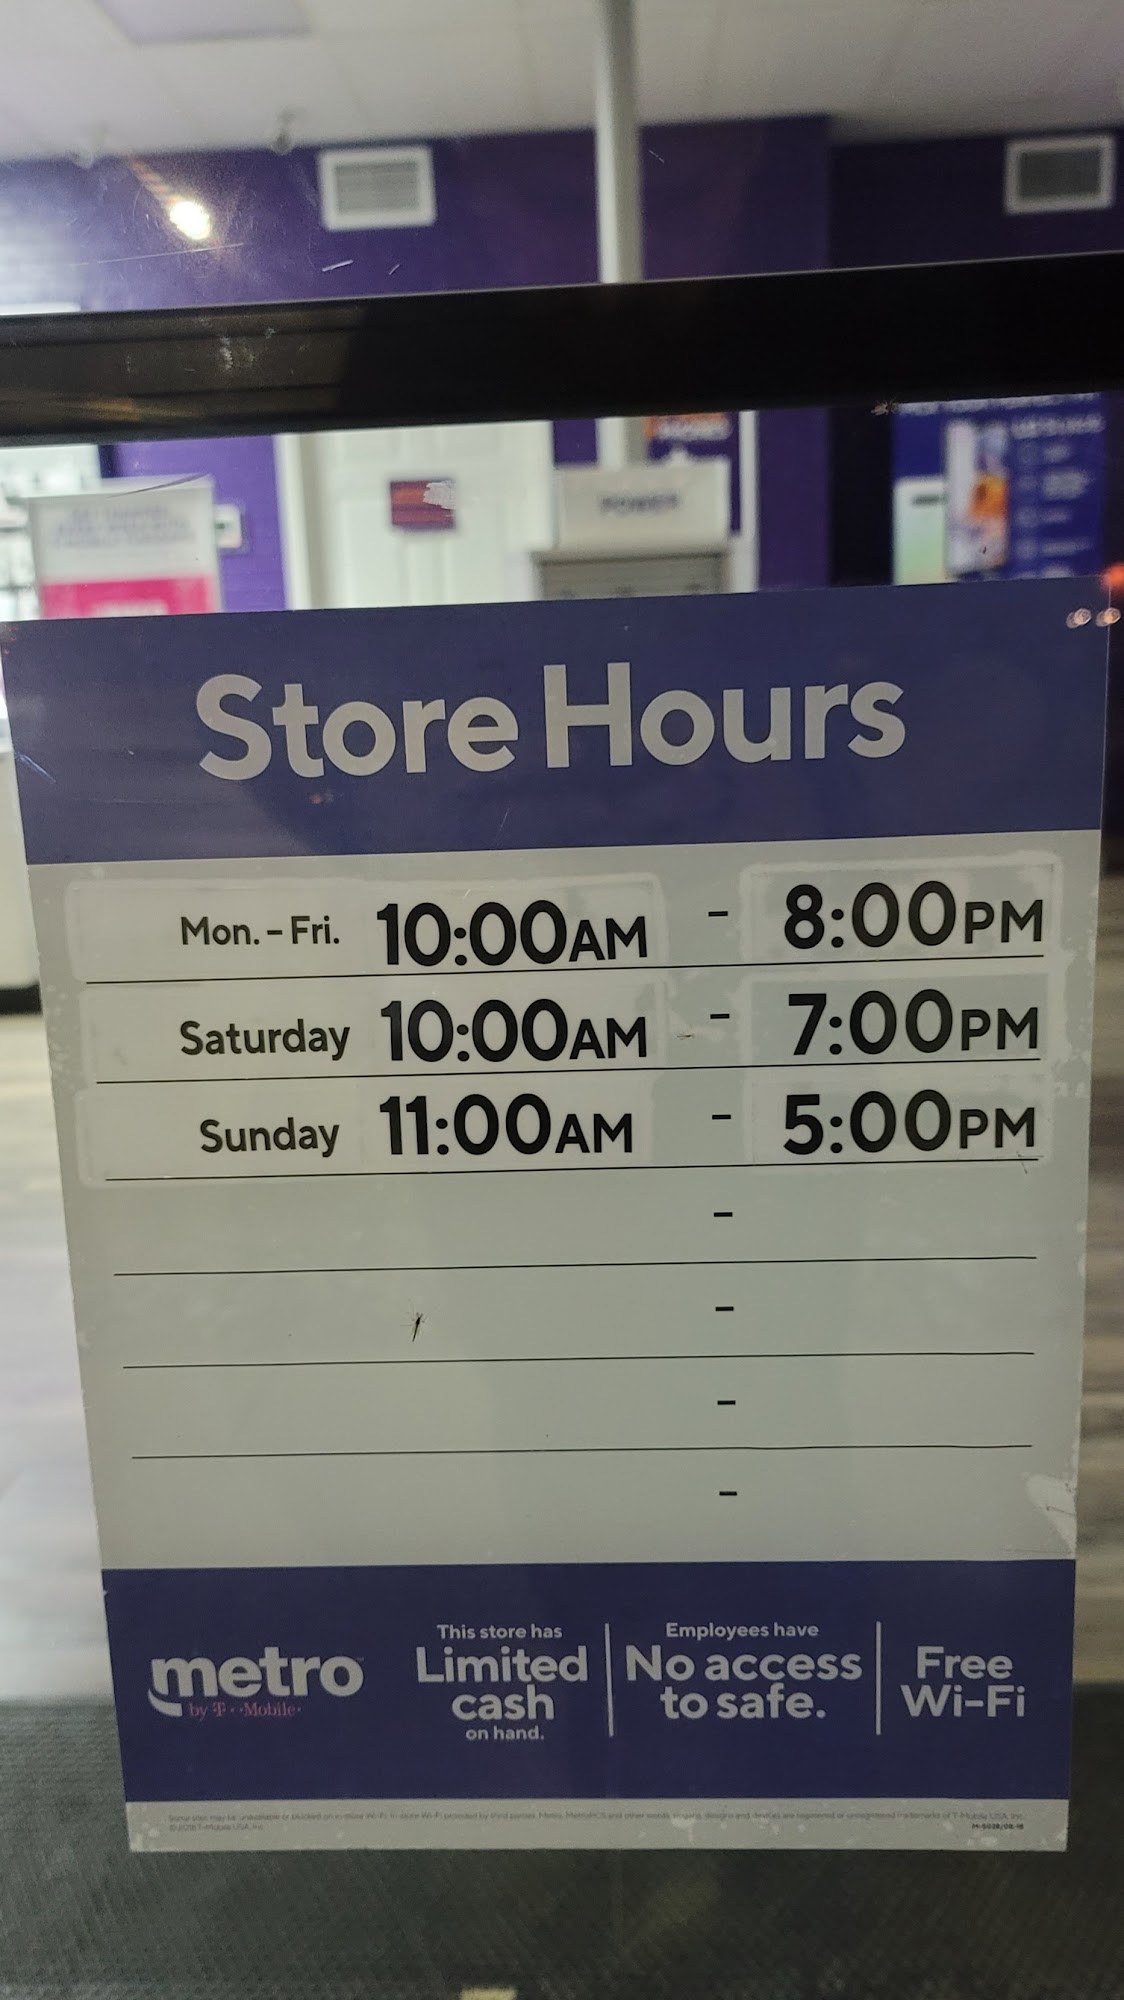 POWER
Store Hours
Mon. – Fri. 10:00AM - 8:00PM
Saturday 10:00AM - 7:00PM
Sunday 11:00AM - 5:00PM
-
-
-
-
metro
by T-Mobile
This store has
Limited
cash
on hand.
Employees have
No access
to safe.
Free
Wi-Fi